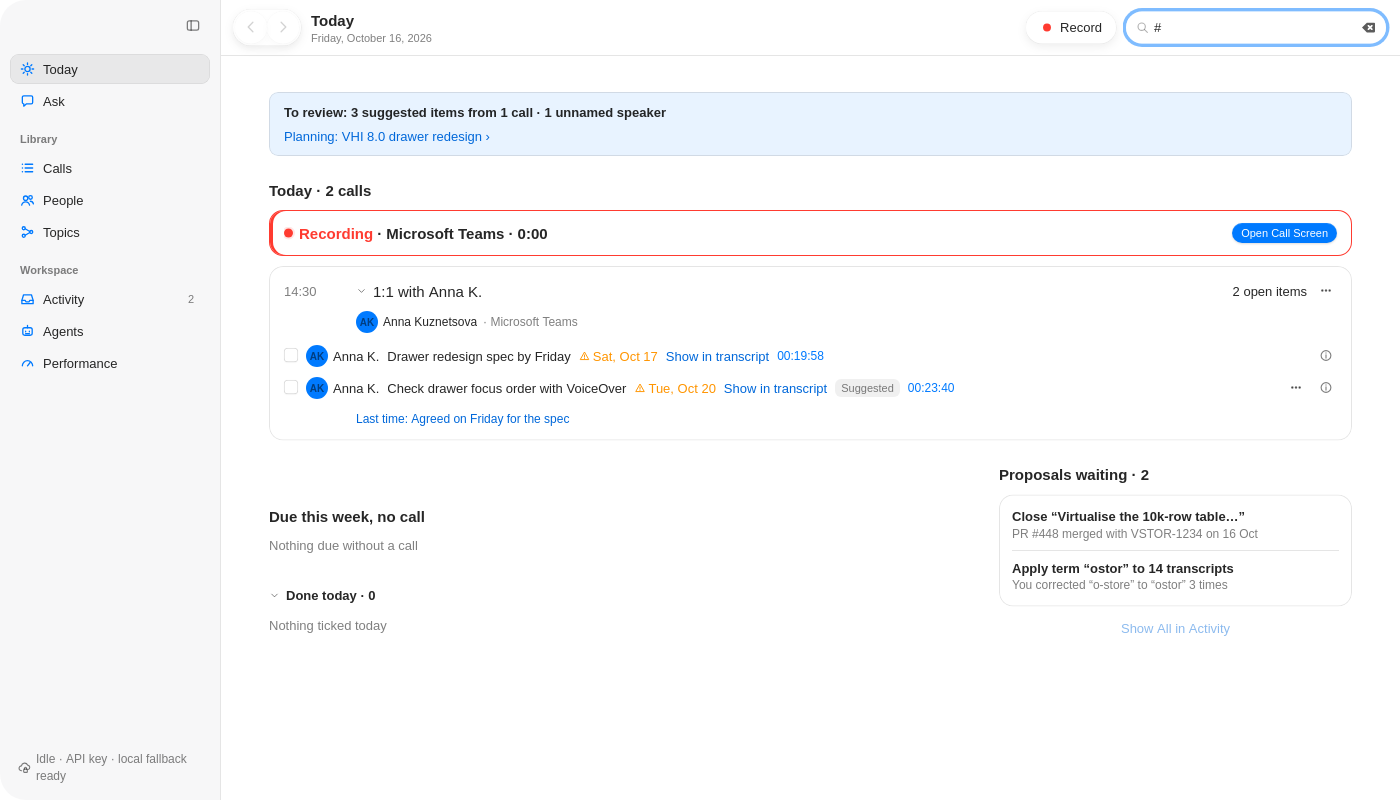 Today
Ask
Library
Calls
People
Topics
Workspace
Activity 2
Agents
Performance
Idle · API key · local fallback
ready
Today
Friday, October 16, 2026
Record
#
To review: 3 suggested items from 1 call · 1 unnamed speaker
Planning: VHI 8.0 drawer redesign ›
Today · 2 calls
Recording · Microsoft Teams · 0:00
Open Call Screen
14:30 1:1 with Anna K. 2 open items
AK Anna Kuznetsova · Microsoft Teams
AK Anna K. Drawer redesign spec by Friday Sat, Oct 17 Show in transcript 00:19:58
AK Anna K. Check drawer focus order with VoiceOver Tue, Oct 20 Show in transcript Suggested 00:23:40
Last time: Agreed on Friday for the spec
Due this week, no call
Nothing due without a call
Done today · 0
Nothing ticked today
Proposals waiting · 2
Close “Virtualise the 10k-row table…”
PR #448 merged with VSTOR-1234 on 16 Oct
Apply term “ostor” to 14 transcripts
You corrected “o-store” to “ostor” 3 times
Show All in Activity